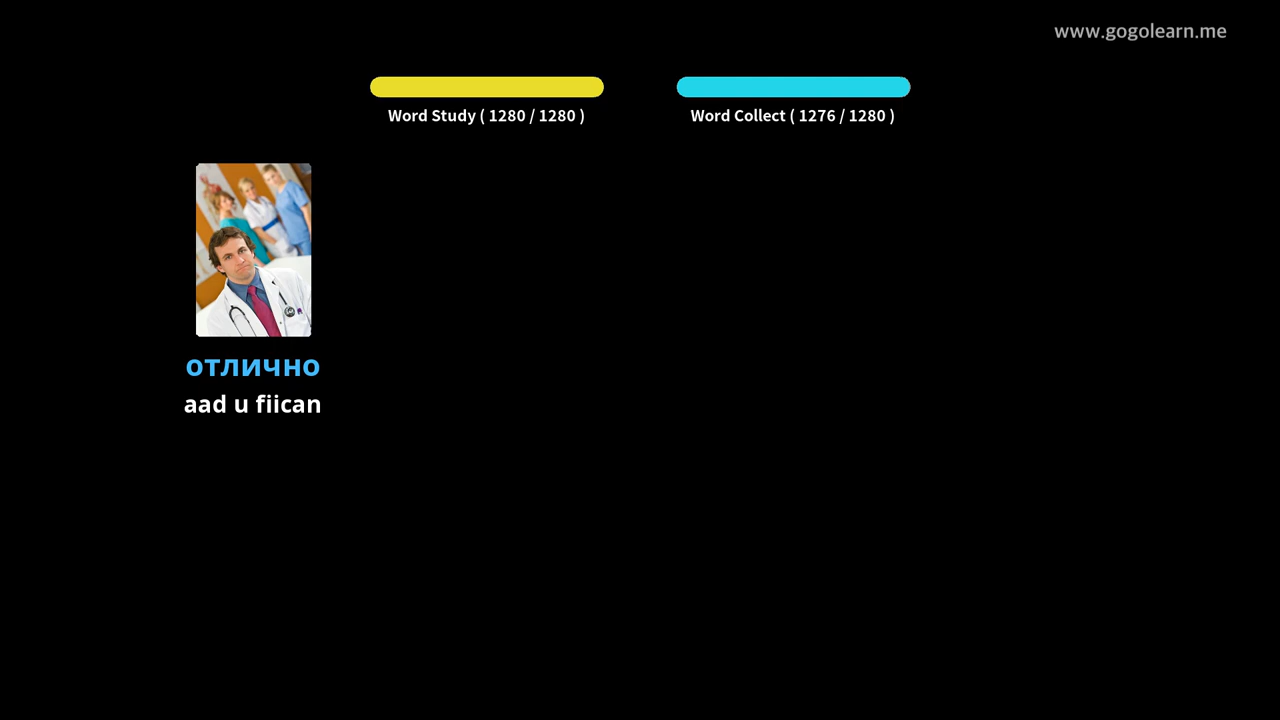 www.gogolearn.me
Word Study ( 1280 / 1280 )
Word Collect ( 1276 / 1280 )
отлично
aad u fiican